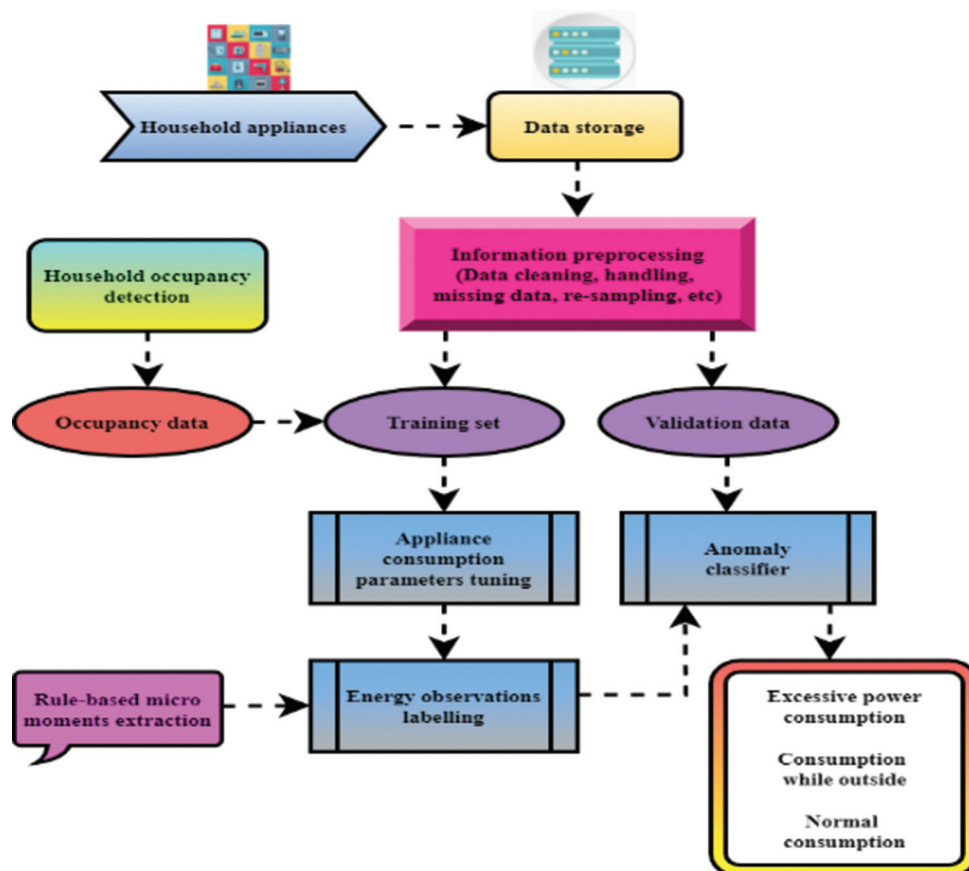 Household appliances
Data storage
Information preprocessing
(Data cleaning, handling,
missing data, re-sampling, etc)
Household occupancy
detection
Occupancy data
Training set
Validation data
Appliance
consumption
parameters tuning
Anomaly
classifier
Rule-based micro
moments extraction
Energy observations
labelling
Excessive power
consumption
Consumption
while outside
Normal
consumption